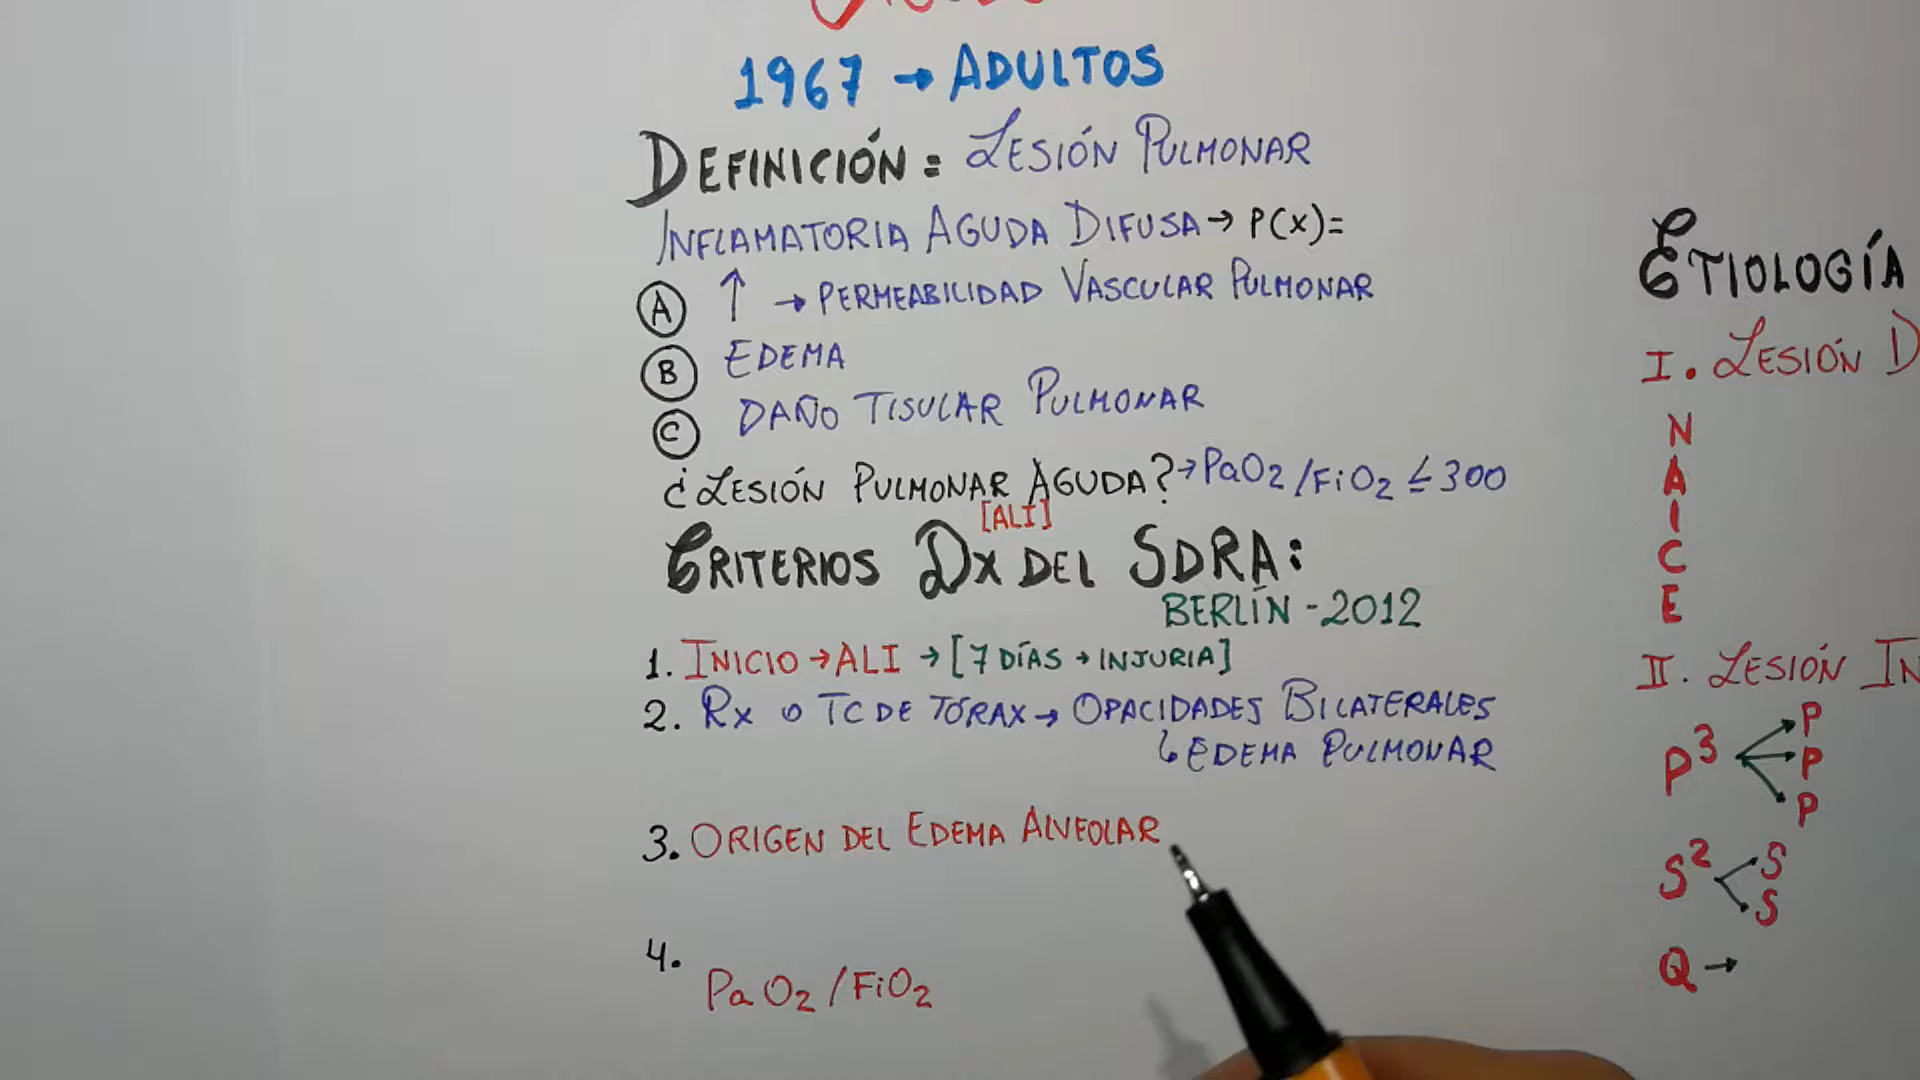 1967 → ADULTOS
DEFINICIÓN = LESIÓN PULMONAR
INFLAMATORIA AGUDA DIFUSA → P(x)=
A ↑ → PERMEABILIDAD VASCULAR PULMONAR
B EDEMA
C DAÑO TISULAR PULMONAR
¿LESIÓN PULMONAR AGUDA? → PaO2/FiO2 ≤ 300
[ALI]
CRITERIOS DX DEL SDRA:
BERLÍN - 2012
1. INICIO → ALI → [7 DÍAS → INJURIA]
2. RX O TC DE TÓRAX → OPACIDADES BILATERALES
↳ EDEMA PULMONAR
3. ORIGEN DEL EDEMA ALVEOLAR
4.
PaO2/FiO2
ETIOLOGÍA
I. LESIÓN D
N
A
I
C
E
II. LESIÓN IN
P3 P
P
P
S2 S
S
Q →